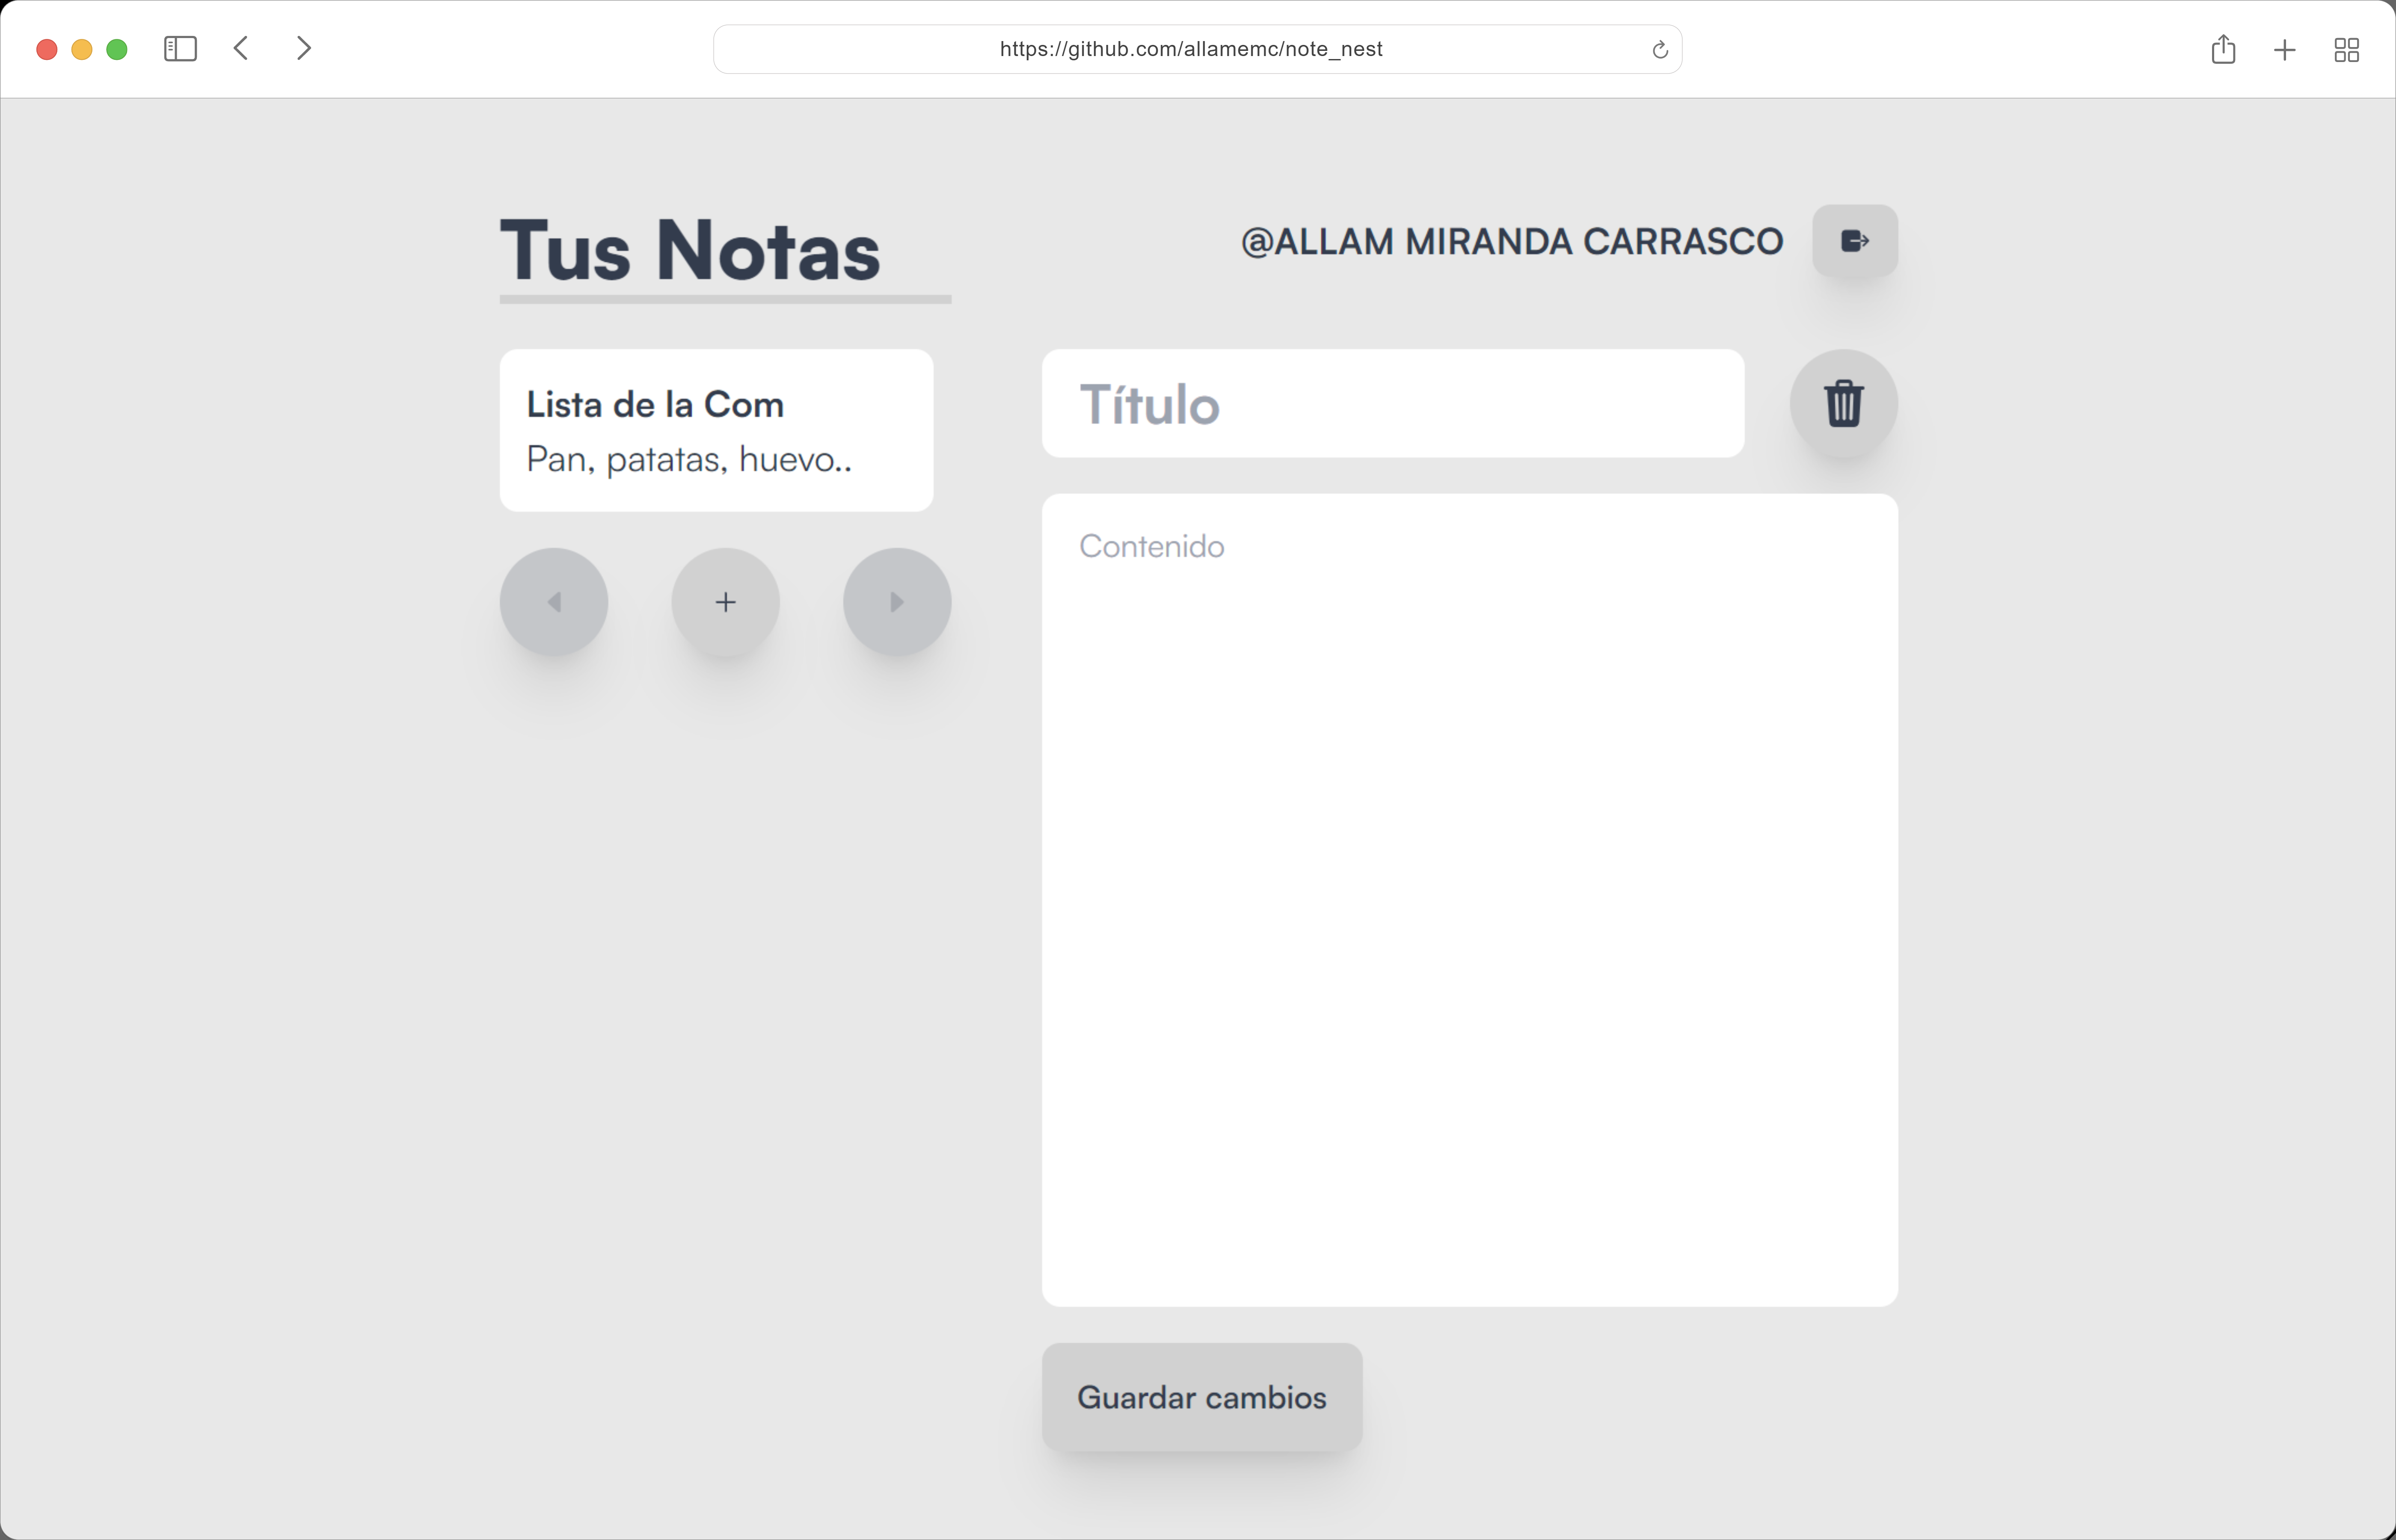 https://github.com/allamemc/note_nest
Tus Notas
@ALLAM MIRANDA CARRASCO
Lista de la Com
Pan, patatas, huevo..
Título
Contenido
Guardar cambios